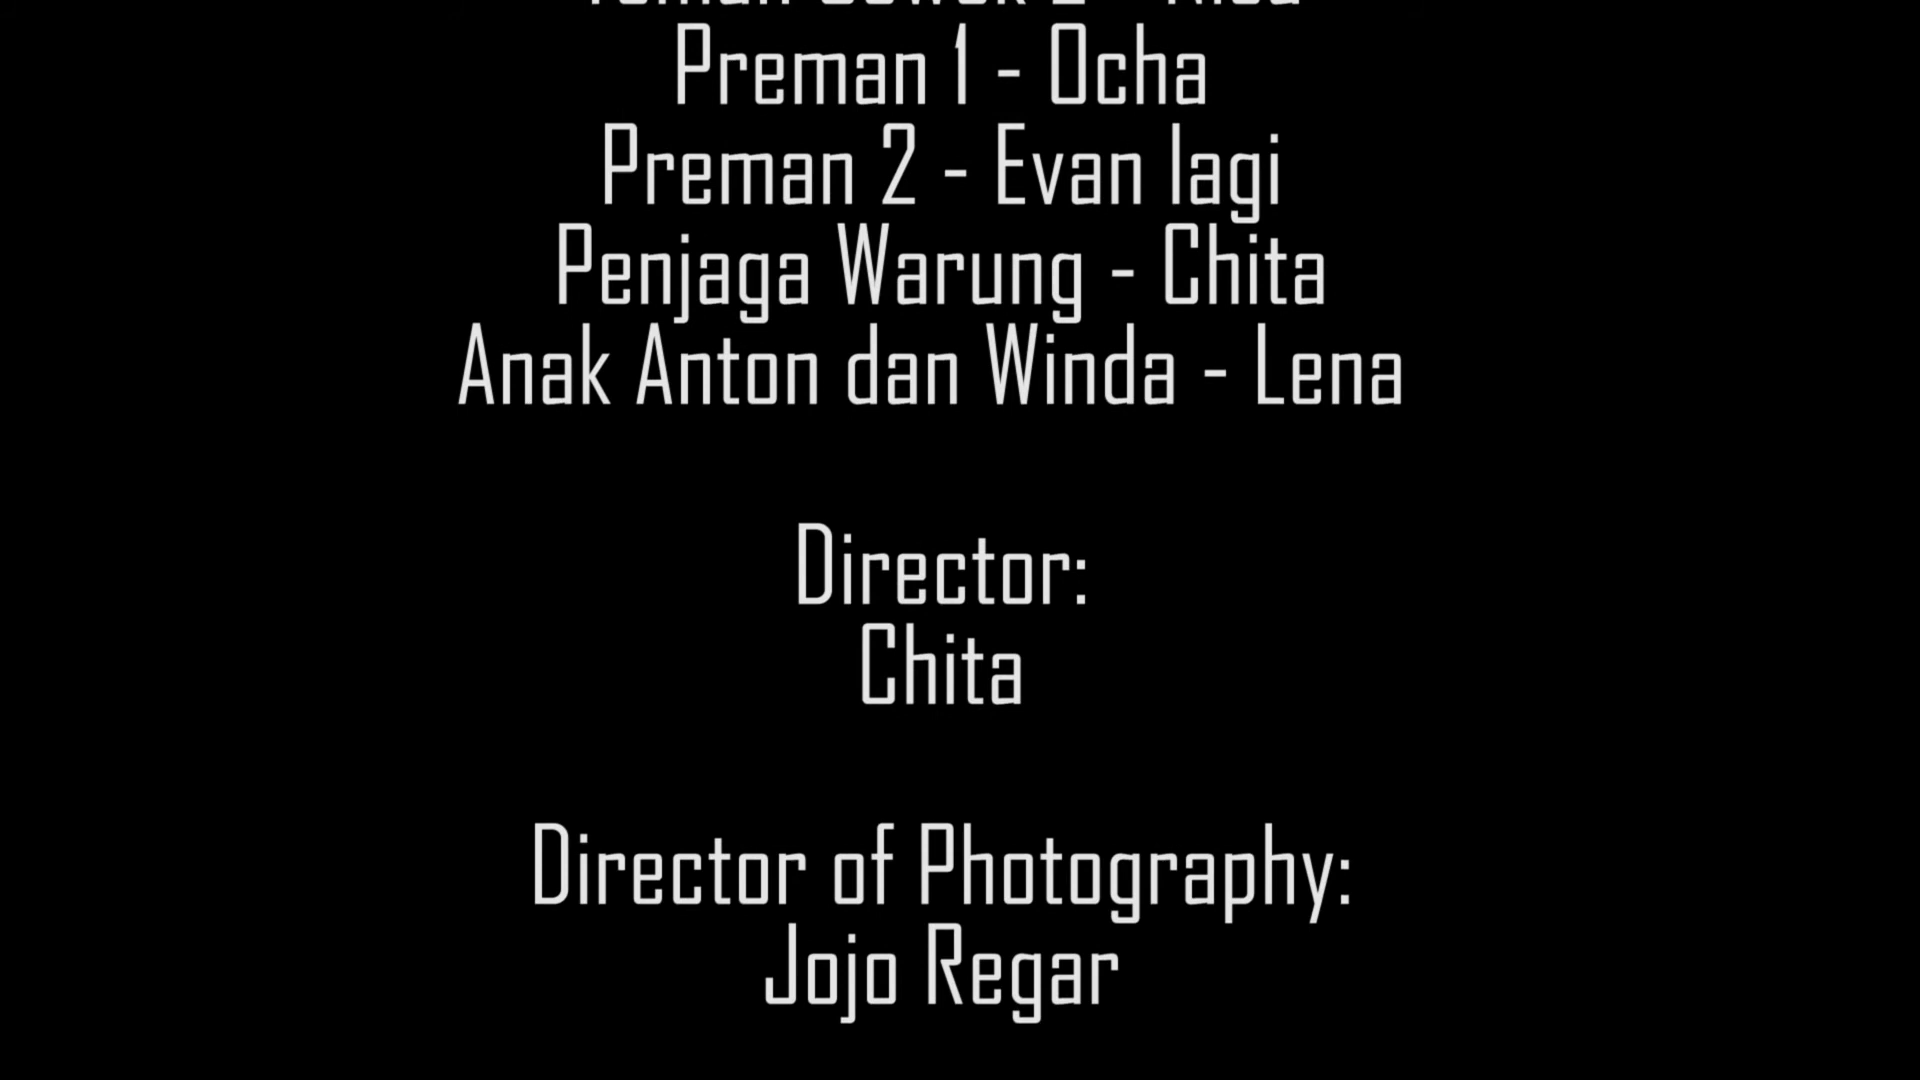 Preman 1 - Ocha
Preman 2 - Evan lagi
Penjaga Warung - Chita
Anak Anton dan Winda - Lena
Director:
Chita
Director of Photography:
Jojo Regar